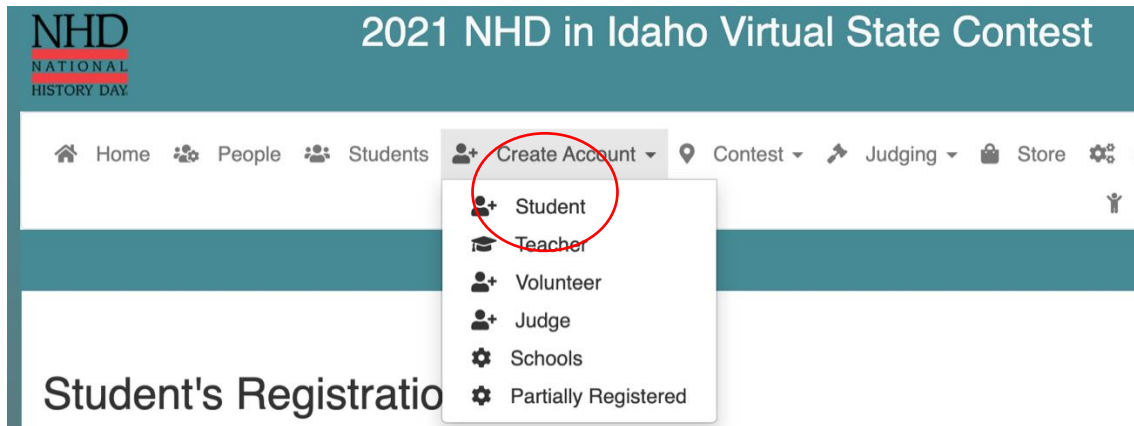 NHD
NATIONAL
HISTORY DAY
2021 NHD in Idaho Virtual State Contest
Home People Students Create Account Contest Judging Store
Student
Teacher
Volunteer
Judge
Schools
Partially Registered
Student's Registratio